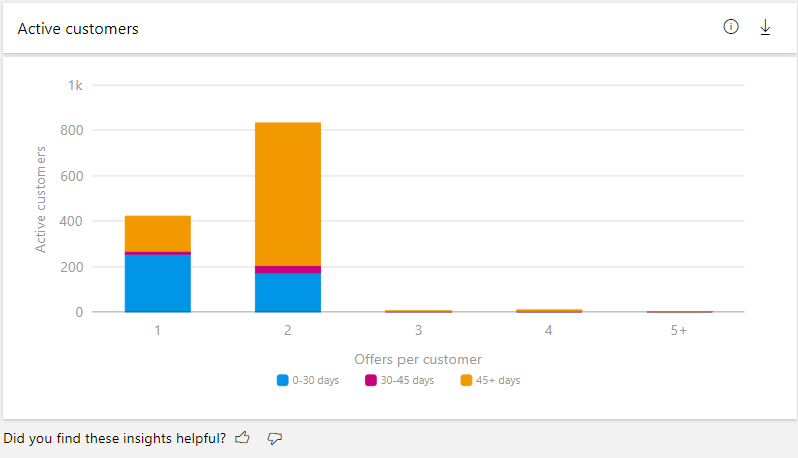 Active customers
1k
800
600
400
200
0
Active customers
1
2
3
4
5+
Offers per customer
0-30 days
30-45 days
45+ days
Did you find these insights helpful?